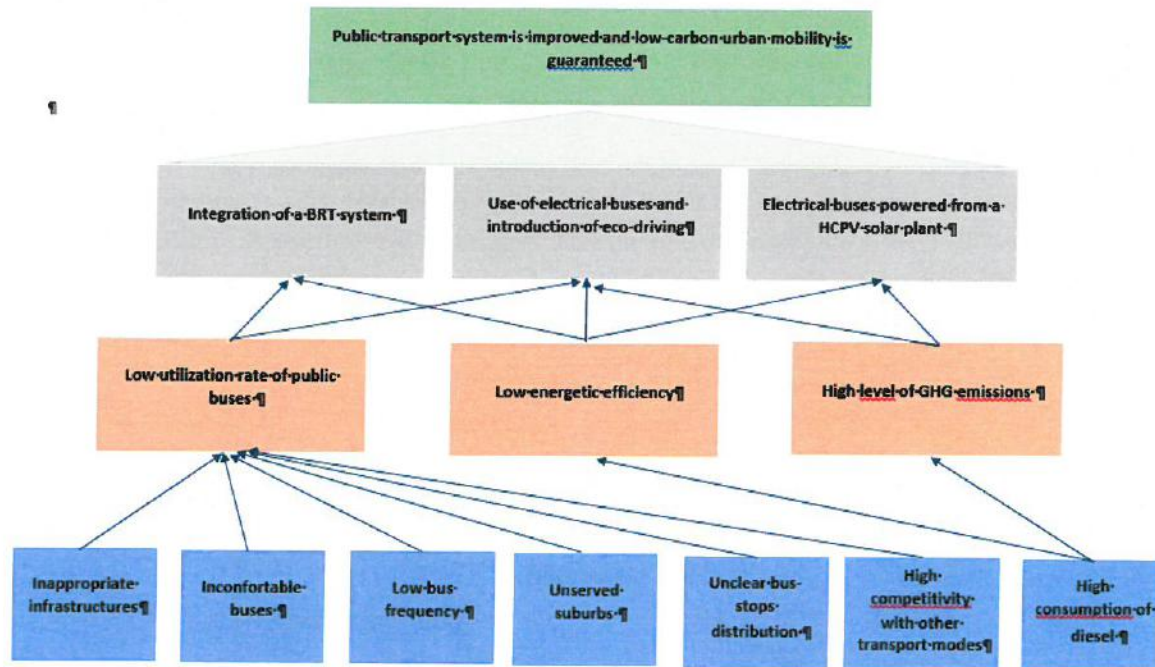 Public·transport·system·is·improved·and·low-carbon·urban·mobility·is·
guaranteed·¶
¶
Integration·of·a·BRT·system·¶
Use·of·electrical·buses·and·
introduction·of·eco-driving¶
Electrical·buses·powered·from·a·
HCPV·solar·plant·¶
Low·utilization·rate·of·public·
buses·¶
Low·energetic·efficiency¶
High·level·of·GHG·emissions·¶
Inappropriate·
infrastructures¶
Inconfortable·
buses·¶
Low·bus·
frequency¶
Unserved·
suburbs¶
Unclear·bus-
stops·
distribution¶
High·
competitivity·
with·other·
transport·modes¶
High·
consumption·of·
diesel¶